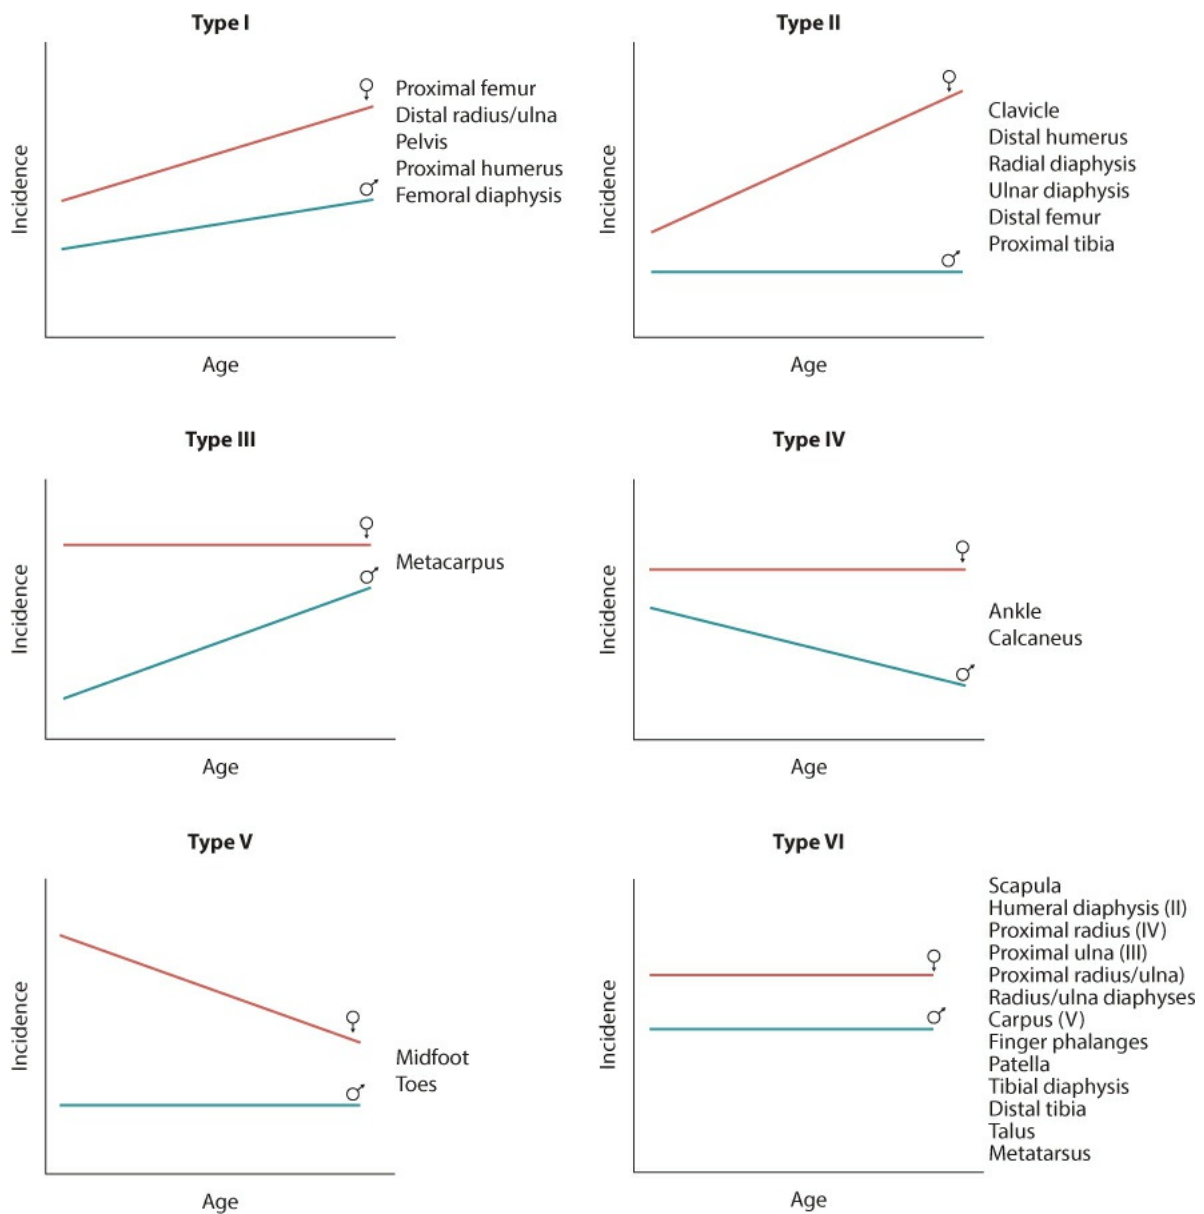 Type I
Incidence
Age
♀
♂
Proximal femur
Distal radius/ulna
Pelvis
Proximal humerus
Femoral diaphysis
Type II
Incidence
Age
♀
♂
Clavicle
Distal humerus
Radial diaphysis
Ulnar diaphysis
Distal femur
Proximal tibia
Type III
Incidence
Age
♀
♂
Metacarpus
Type IV
Incidence
Age
♀
♂
Ankle
Calcaneus
Type V
Incidence
Age
♀
♂
Midfoot
Toes
Type VI
Incidence
Age
♀
♂
Scapula
Humeral diaphysis (II)
Proximal radius (IV)
Proximal ulna (III)
Proximal radius/ulna)
Radius/ulna diaphyses
Carpus (V)
Finger phalanges
Patella
Tibial diaphysis
Distal tibia
Talus
Metatarsus